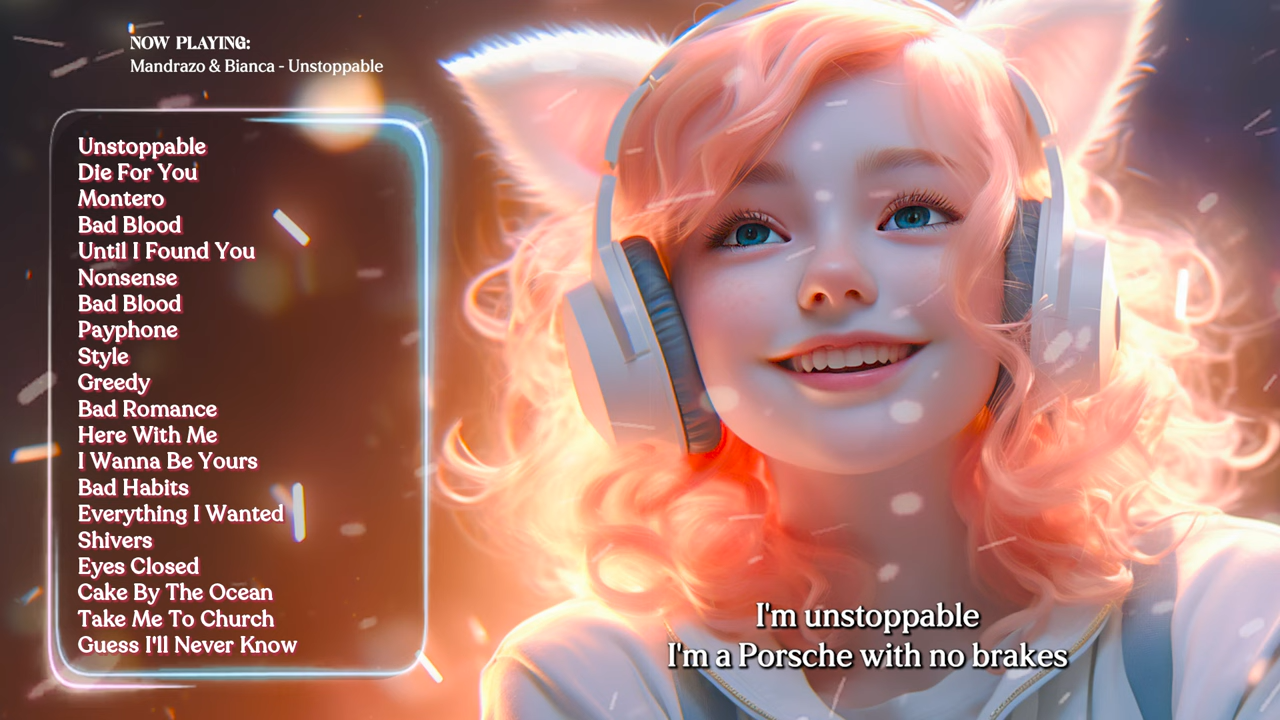 NOW PLAYING:
Mandrazo & Bianca - Unstoppable
Unstoppable
Die For You
Montero
Bad Blood
Until I Found You
Nonsense
Bad Blood
Payphone
Style
Greedy
Bad Romance
Here With Me
I Wanna Be Yours
Bad Habits
Everything I Wanted
Shivers
Eyes Closed
Cake By The Ocean
Take Me To Church
Guess I'll Never Know
I'm unstoppable
I'm a Porsche with no brakes